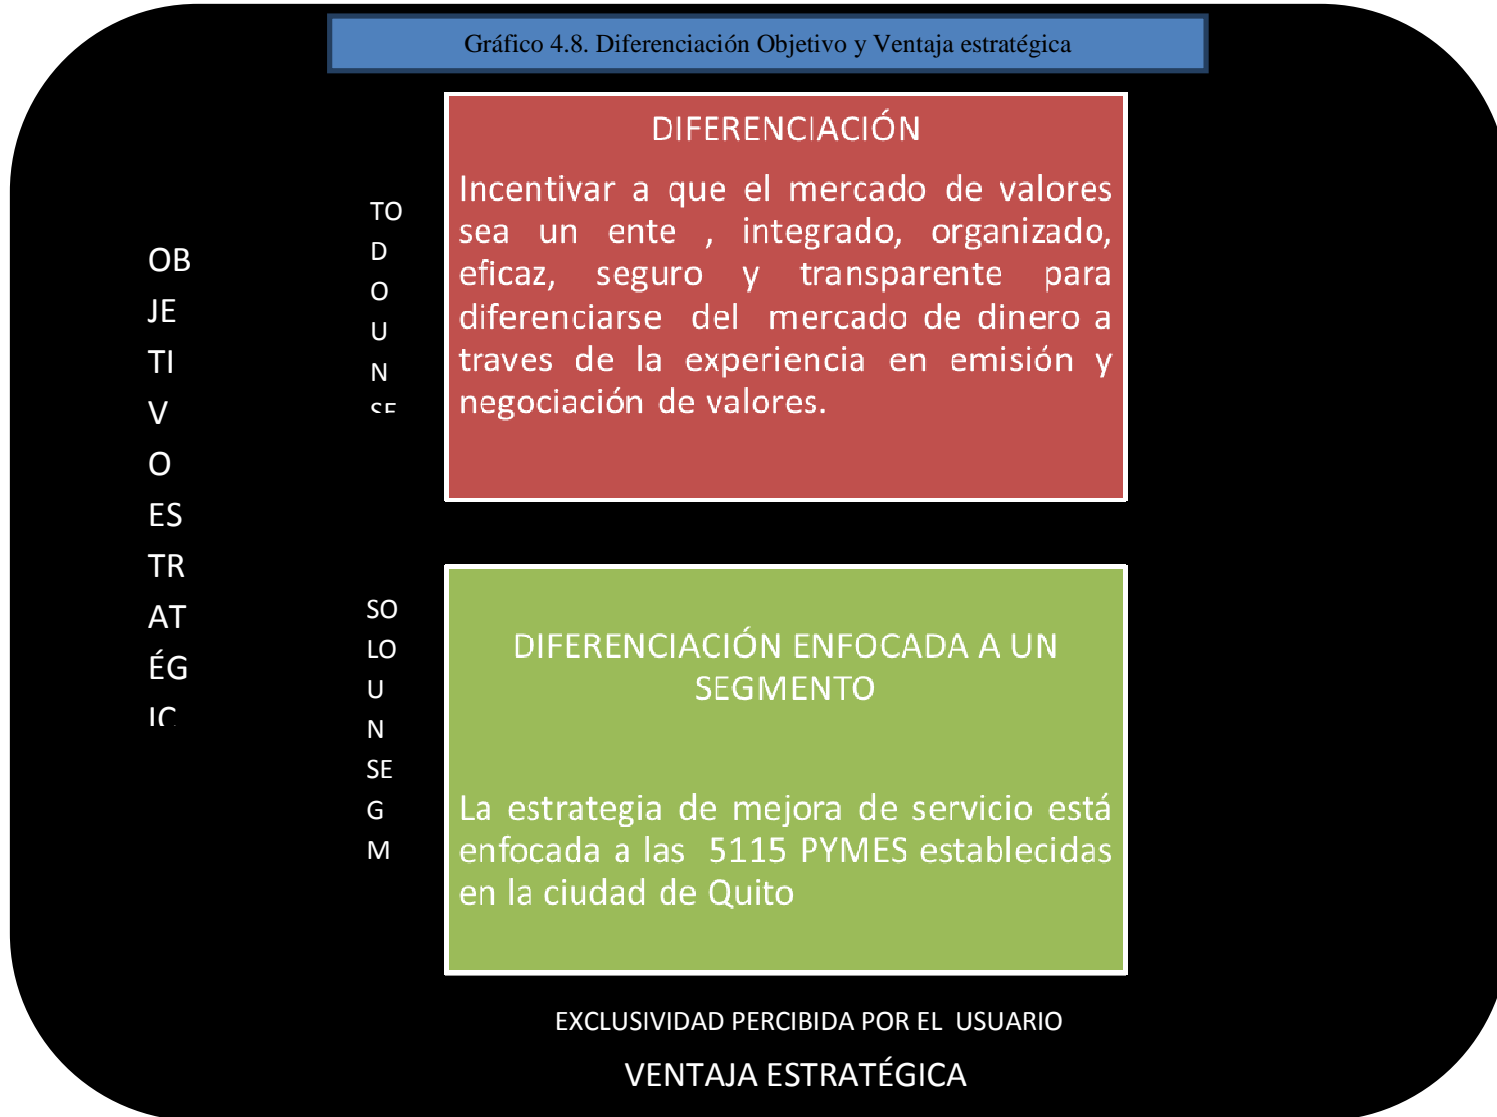 Gráfico 4.8. Diferenciación Objetivo y Ventaja estratégica
OB
JE
TI
V
O
ES
TR
AT
ÉG
IC
TO
D
O
U
N
SE
DIFERENCIACIÓN
Incentivar a que el mercado de valores
sea un ente , integrado, organizado,
eficaz, seguro y transparente para
diferenciarse del mercado de dinero a
traves de la experiencia en emisión y
negociación de valores.
SO
LO
U
N
SE
G
M
DIFERENCIACIÓN ENFOCADA A UN
SEGMENTO
La estrategia de mejora de servicio está
enfocada a las 5115 PYMES establecidas
en la ciudad de Quito
EXCLUSIVIDAD PERCIBIDA POR EL USUARIO
VENTAJA ESTRATÉGICA